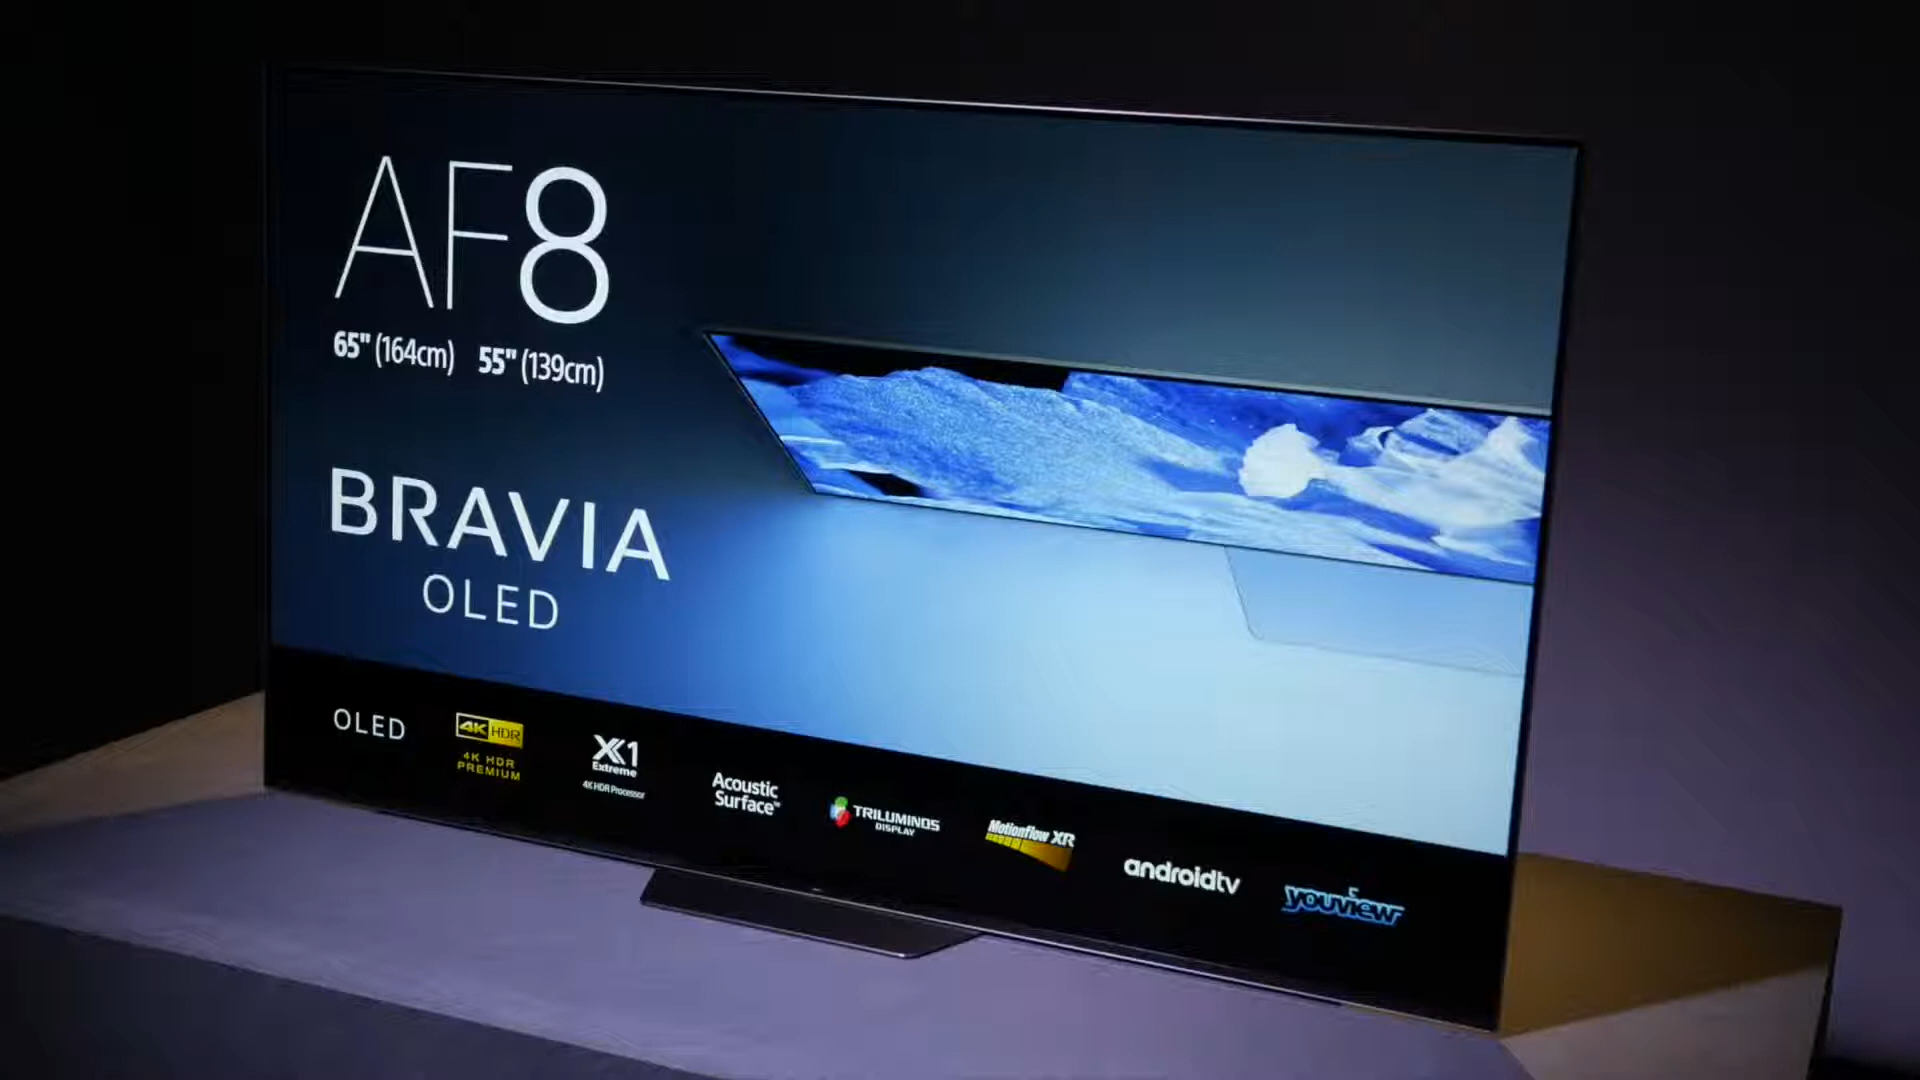 AF8
65" (164cm) 55" (139cm)
BRAVIA
OLED
OLED
4K HDR
4K HDR
PREMIUM
X1
Extreme
4K HDR Processor
Acoustic
Surface™
TRILUMINOS
DISPLAY
Motionflow XR
androidtv
youview